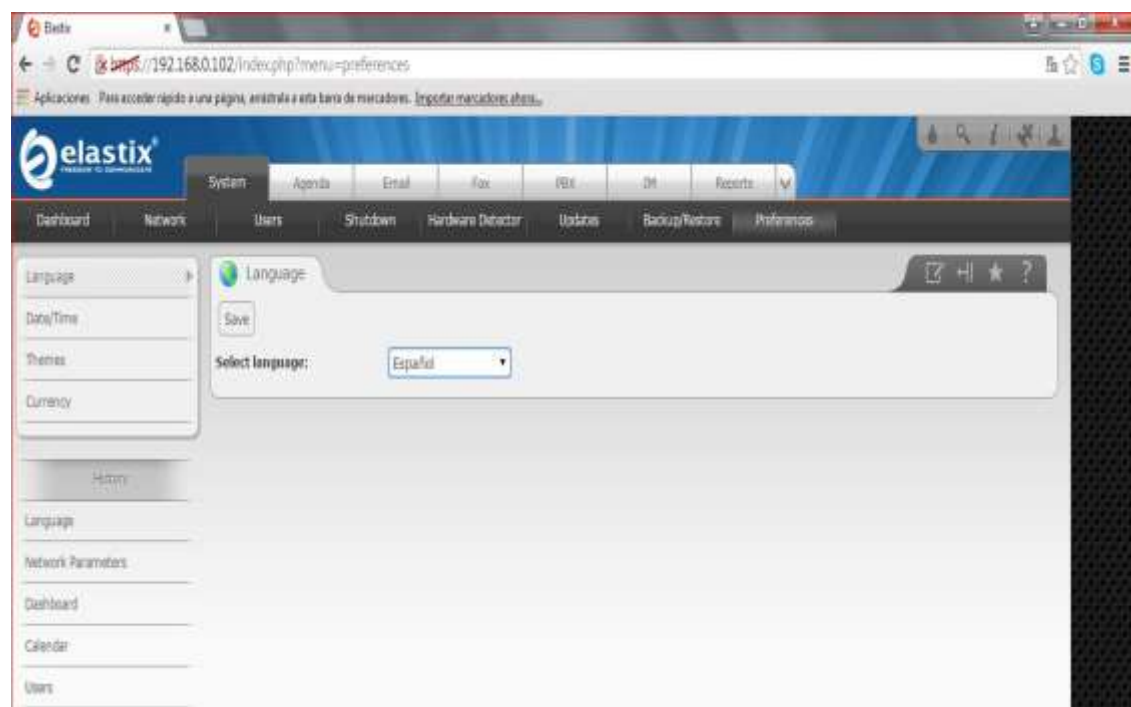 Elastix
https://192.168.0.102/index.php?menu=preferences
Aplicaciones Para acceder rápido a una página, arrástrala a esta barra de marcadores. Importar marcadores ahora...
elastix®
System Agenda Email Fax PBX IM Reports
Dashboard Network Users Shutdown Hardware Detector Updates Backup/Restore Preferences
Language
Language
Date/Time
Save
Themes
Select language: Español
Currency
History
Language
Network Parameters
Dashboard
Calendar
Users